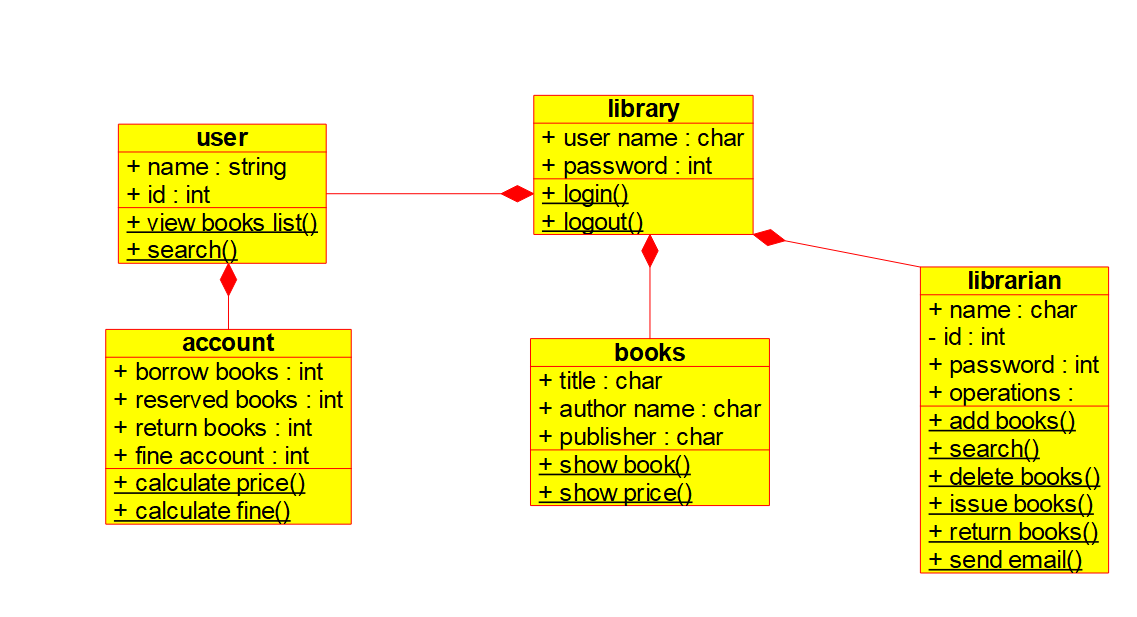 user
+ name : string
+ id : int
+ view books list()
+ search()
library
+ user name : char
+ password : int
+ login()
+ logout()
account
+ borrow books : int
+ reserved books : int
+ return books : int
+ fine account : int
+ calculate price()
+ calculate fine()
books
+ title : char
+ author name : char
+ publisher : char
+ show book()
+ show price()
librarian
+ name : char
- id : int
+ password : int
+ operations :
+ add books()
+ search()
+ delete books()
+ issue books()
+ return books()
+ send email()